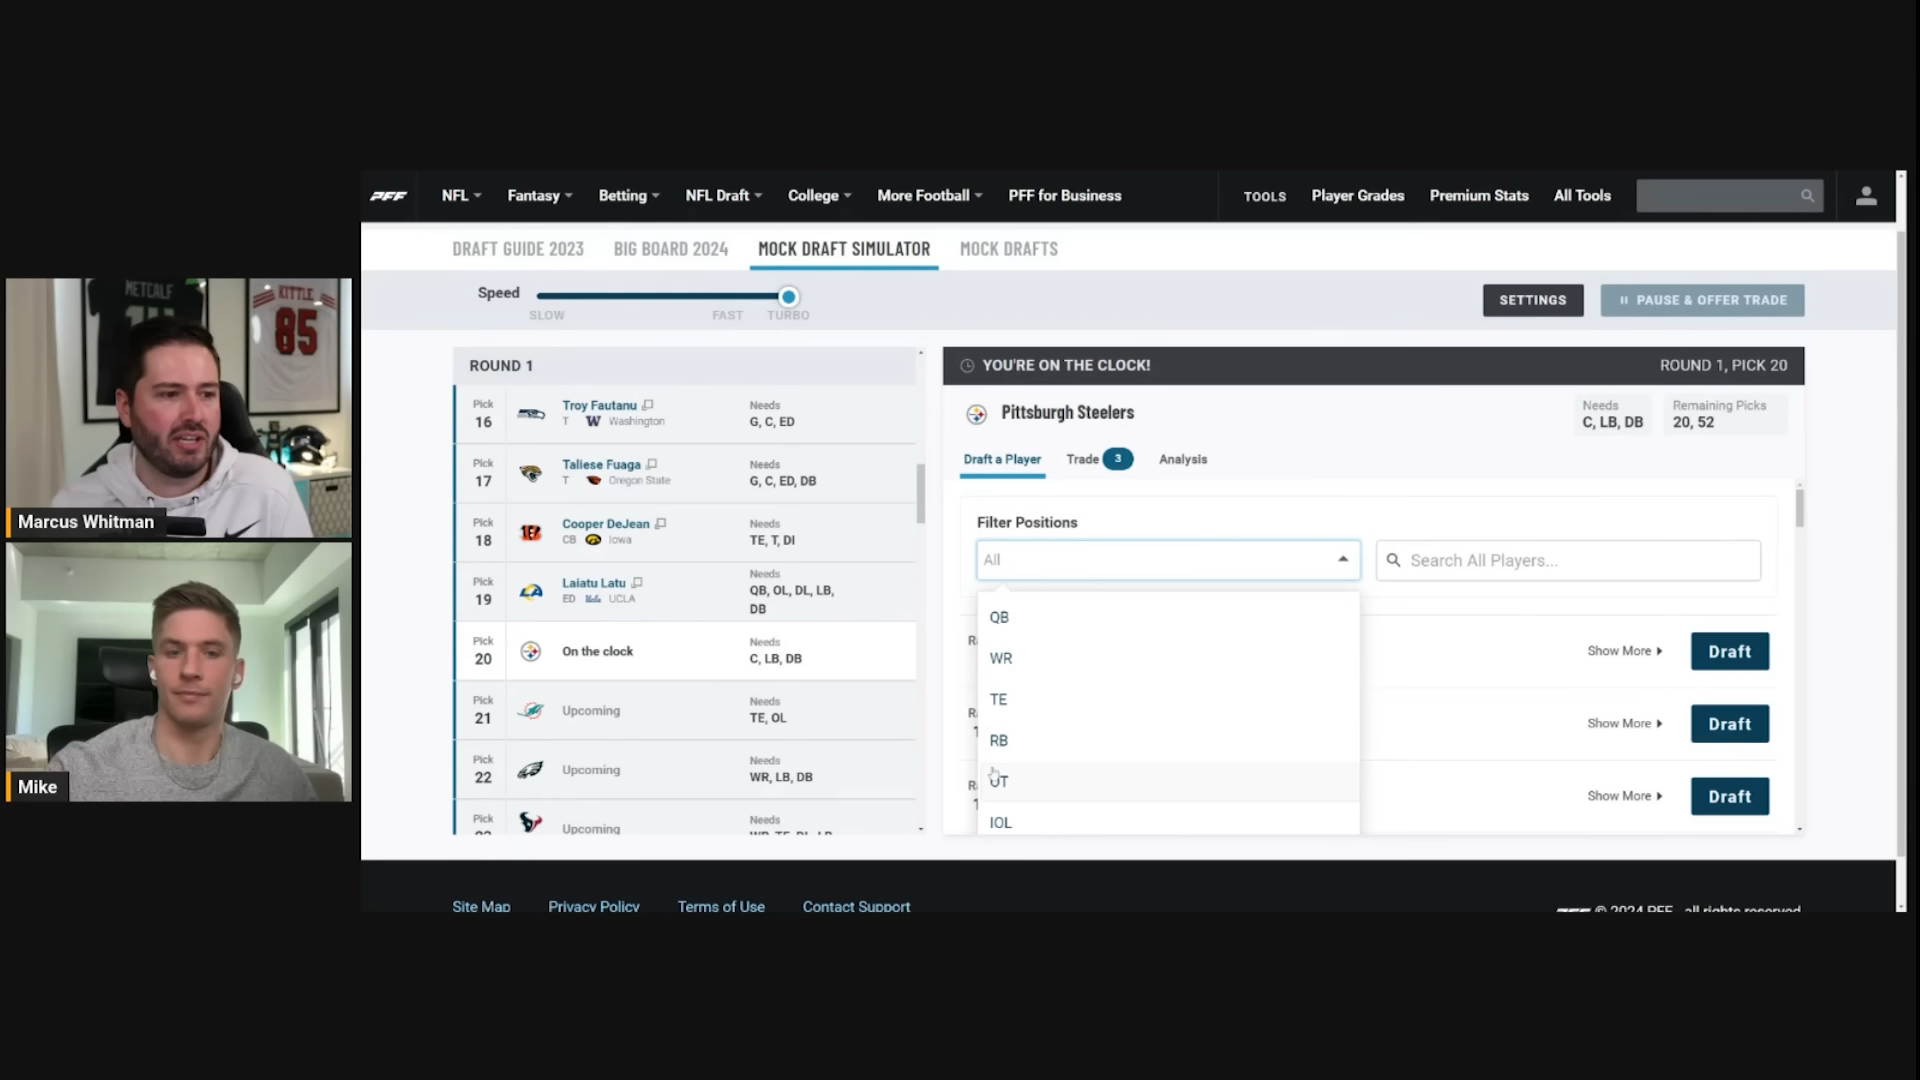 PFF NFL Fantasy Betting NFL Draft College More Football PFF for Business TOOLS Player Grades Premium Stats All Tools
DRAFT GUIDE 2023 BIG BOARD 2024 MOCK DRAFT SIMULATOR MOCK DRAFTS
Speed
SLOW FAST TURBO
SETTINGS
PAUSE & OFFER TRADE
METCALF
KITTLE
85
Marcus Whitman
Mike
ROUND 1
Pick 16 Troy Fautanu Needs
T W Washington G, C, ED
Pick 17 Taliese Fuaga Needs
T Oregon State G, C, ED, DB
Pick 18 Cooper DeJean Needs
CB Iowa TE, T, DI
Pick 19 Laiatu Latu Needs
ED Ucla UCLA QB, OL, DL, LB,
DB
Pick 20 On the clock Needs
C, LB, DB
Pick 21 Upcoming Needs
TE, OL
Pick 22 Upcoming Needs
WR, LB, DB
Pick Upcoming Needs
YOU'RE ON THE CLOCK! ROUND 1, PICK 20
Pittsburgh Steelers
Needs
C, LB, DB
Remaining Picks
20, 52
Draft a Player Trade 3 Analysis
Filter Positions
All
Search All Players...
QB
WR
TE
RB
IOL
Show More Draft
Show More Draft
Show More Draft
Site Map Privacy Policy Terms of Use Contact Support
© 2024 PFF all rights reserved